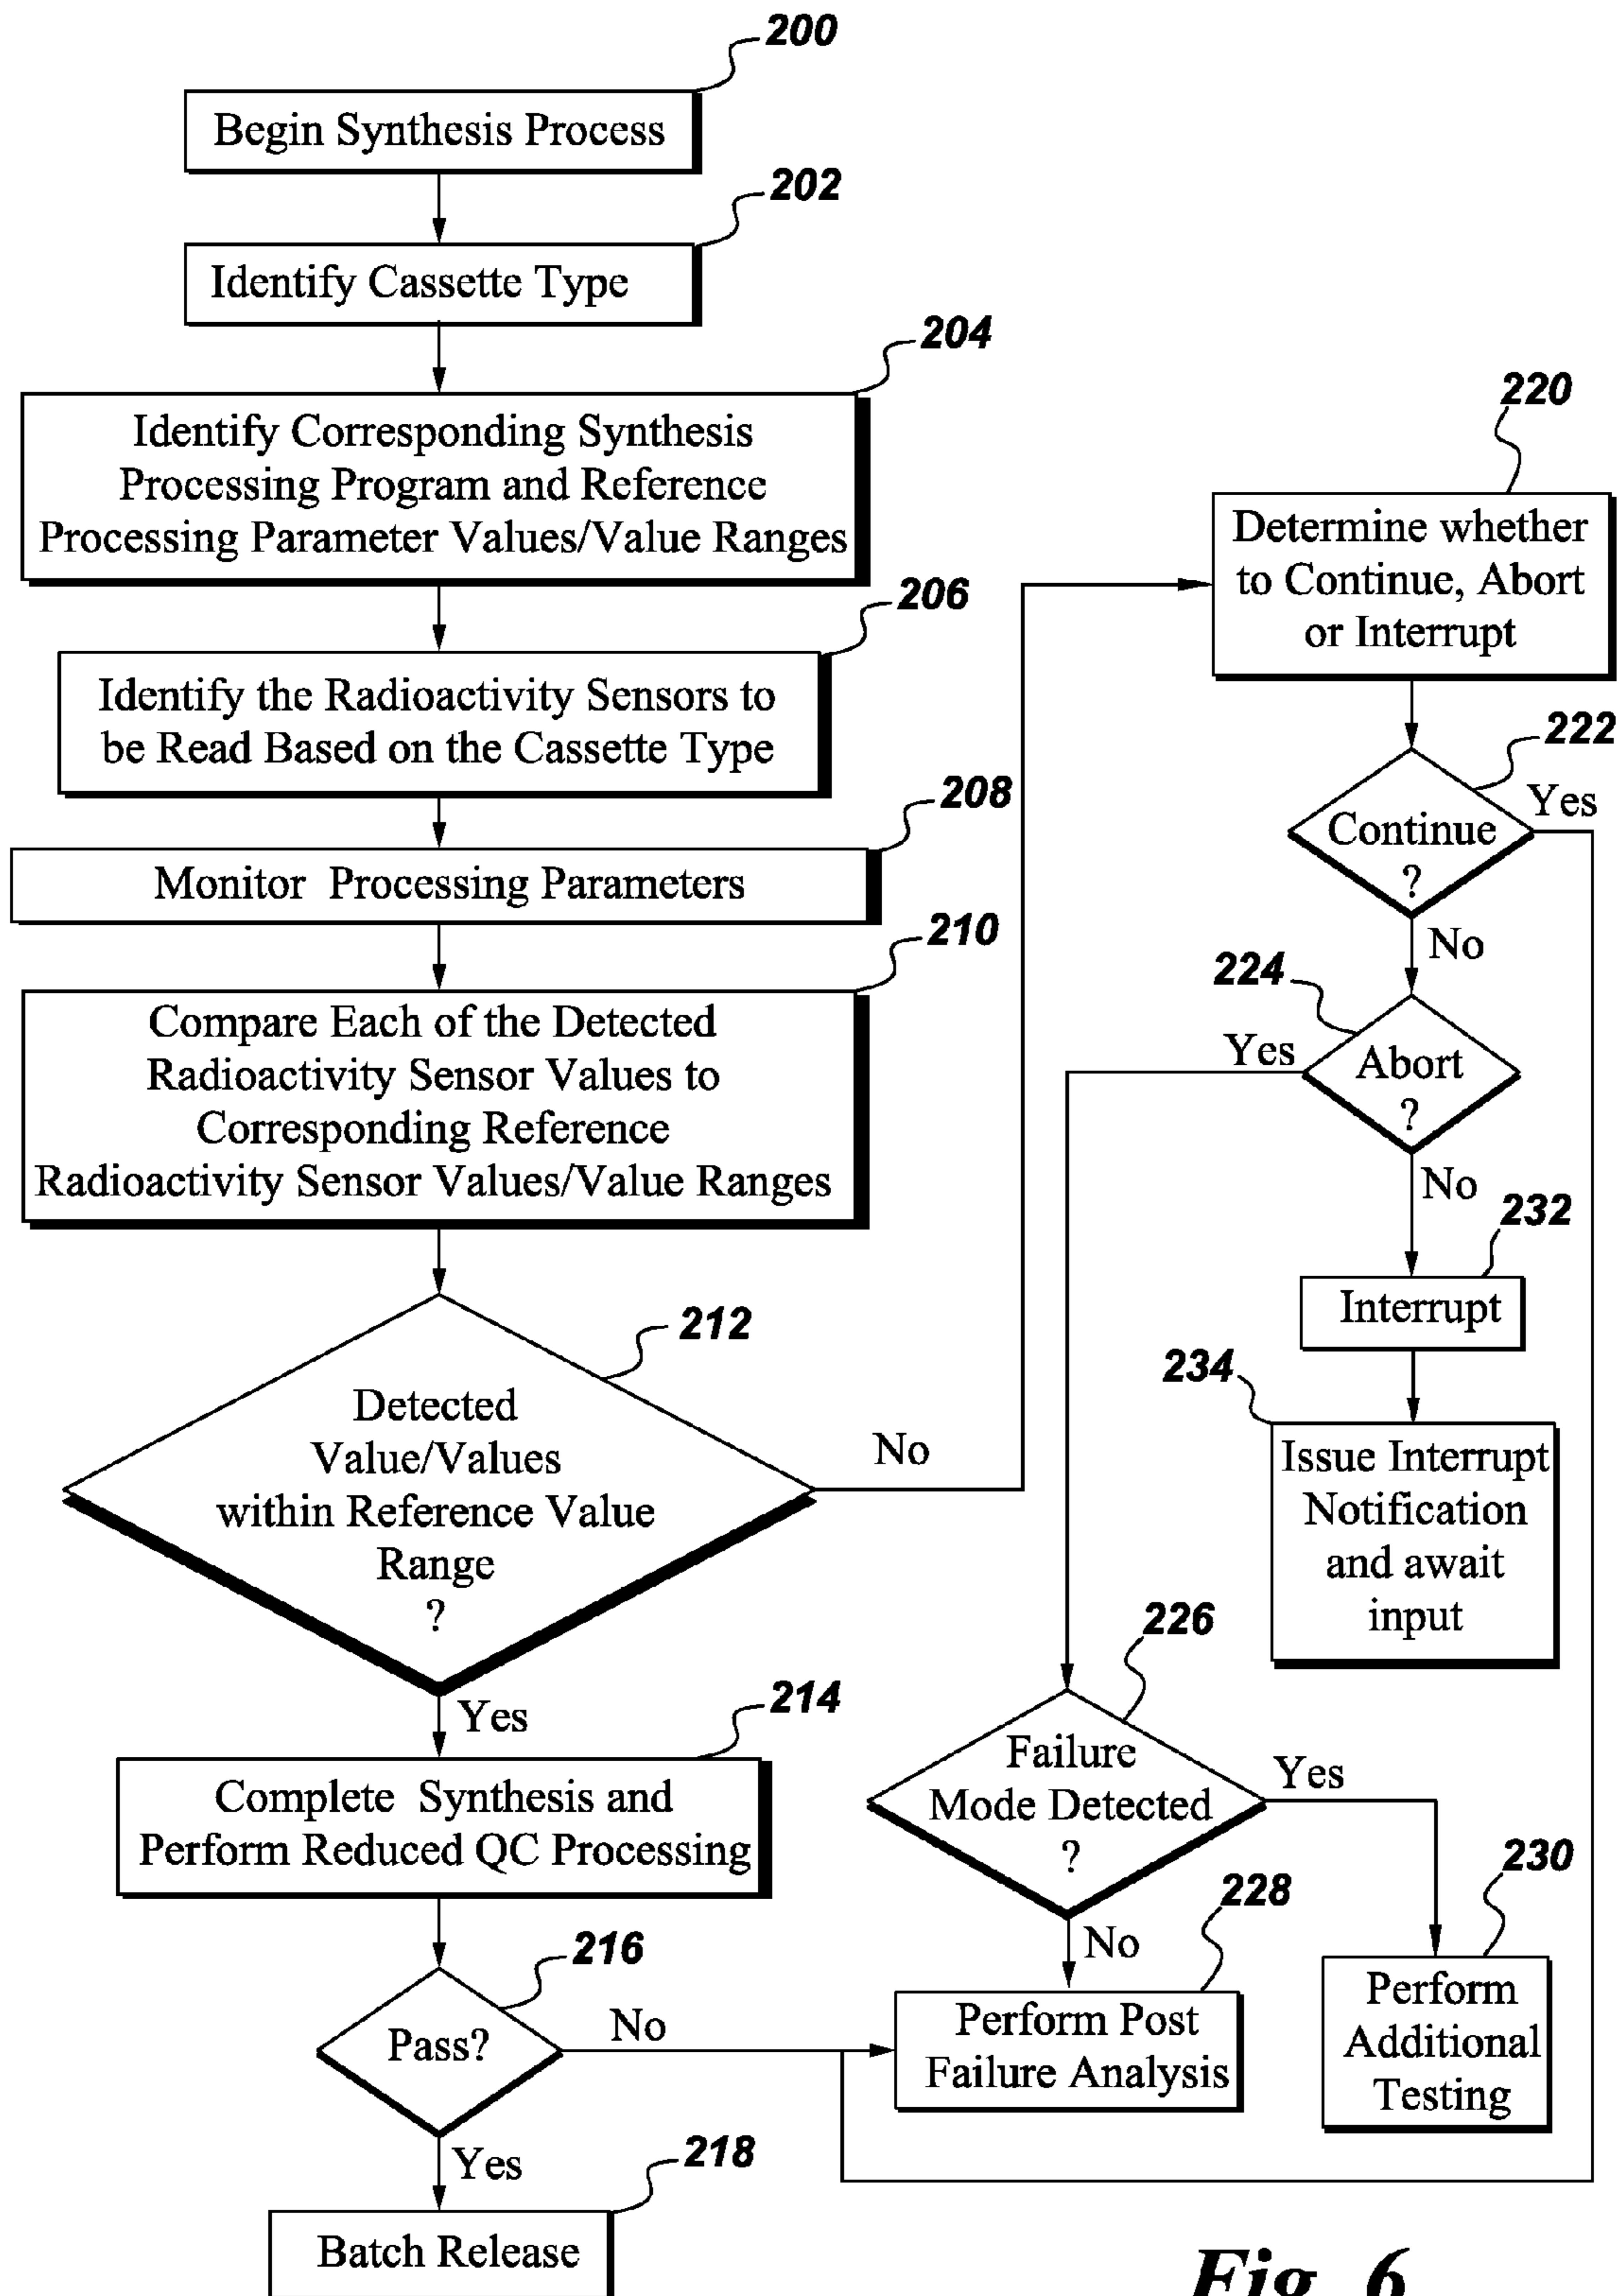 200
Begin Synthesis Process
202
Identify Cassette Type
204
Identify Corresponding Synthesis
Processing Program and Reference
Processing Parameter Values/Value Ranges
206
Identify the Radioactivity Sensors to
be Read Based on the Cassette Type
208
Monitor Processing Parameters
210
Compare Each of the Detected
Radioactivity Sensor Values to
Corresponding Reference
Radioactivity Sensor Values/Value Ranges
212
Detected
Value/Values
within Reference Value
Range
?
No
Yes
214
Complete Synthesis and
Perform Reduced QC Processing
216
Pass?
No
Yes
218
Batch Release
220
Determine whether
to Continue, Abort
or Interrupt
222
Continue
?
Yes
No
224
Abort
?
Yes
No
232
Interrupt
234
Issue Interrupt
Notification
and await
input
226
Failure
Mode Detected
?
Yes
No
228
Perform Post
Failure Analysis
230
Perform
Additional
Testing
Fig. 6